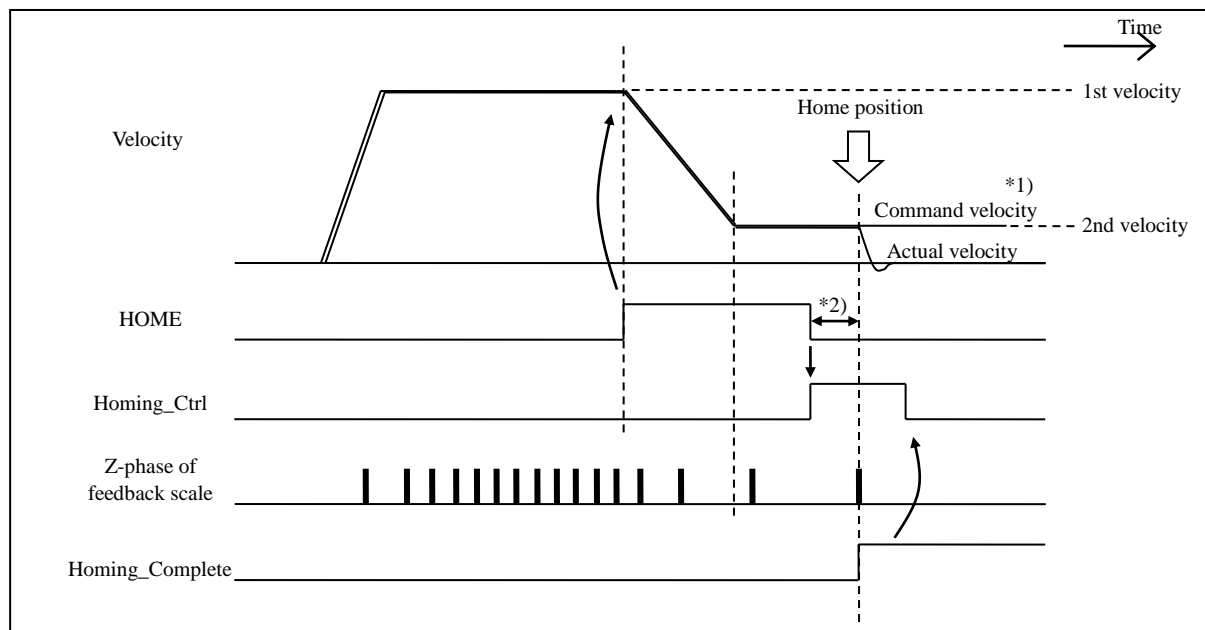 Time
1st velocity
Home position
Velocity
*1)
Command velocity
2nd velocity
Actual velocity
HOME
*2)
Homing_Ctrl
Z-phase of
feedback scale
Homing_Complete